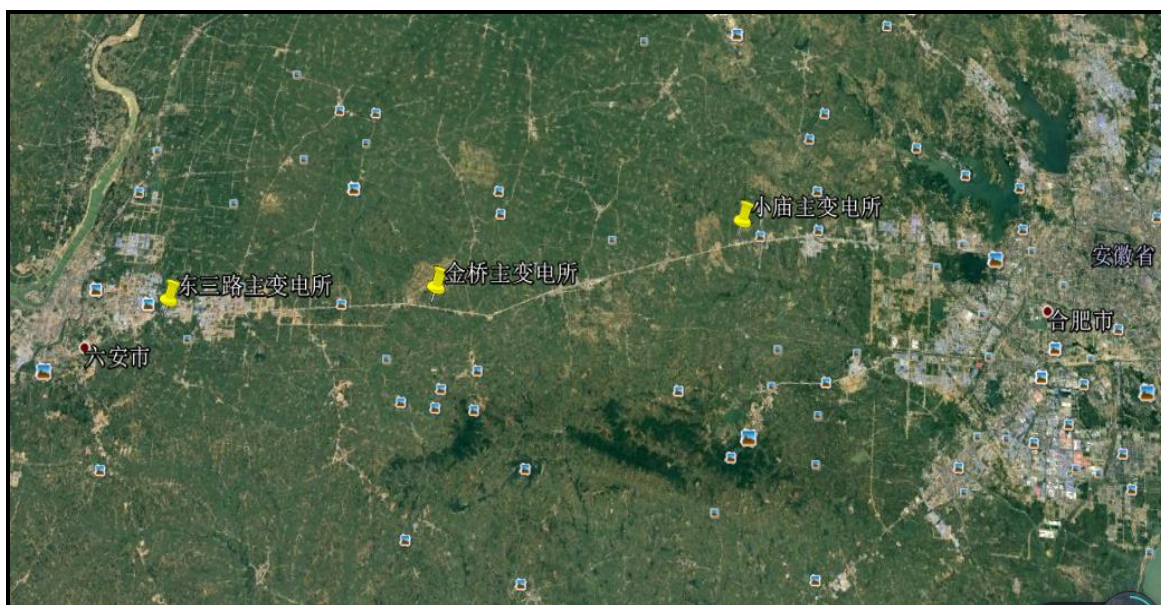 小庙主变电所
安徽省
金桥主变电所
东三路主变电所
合肥市
六安市